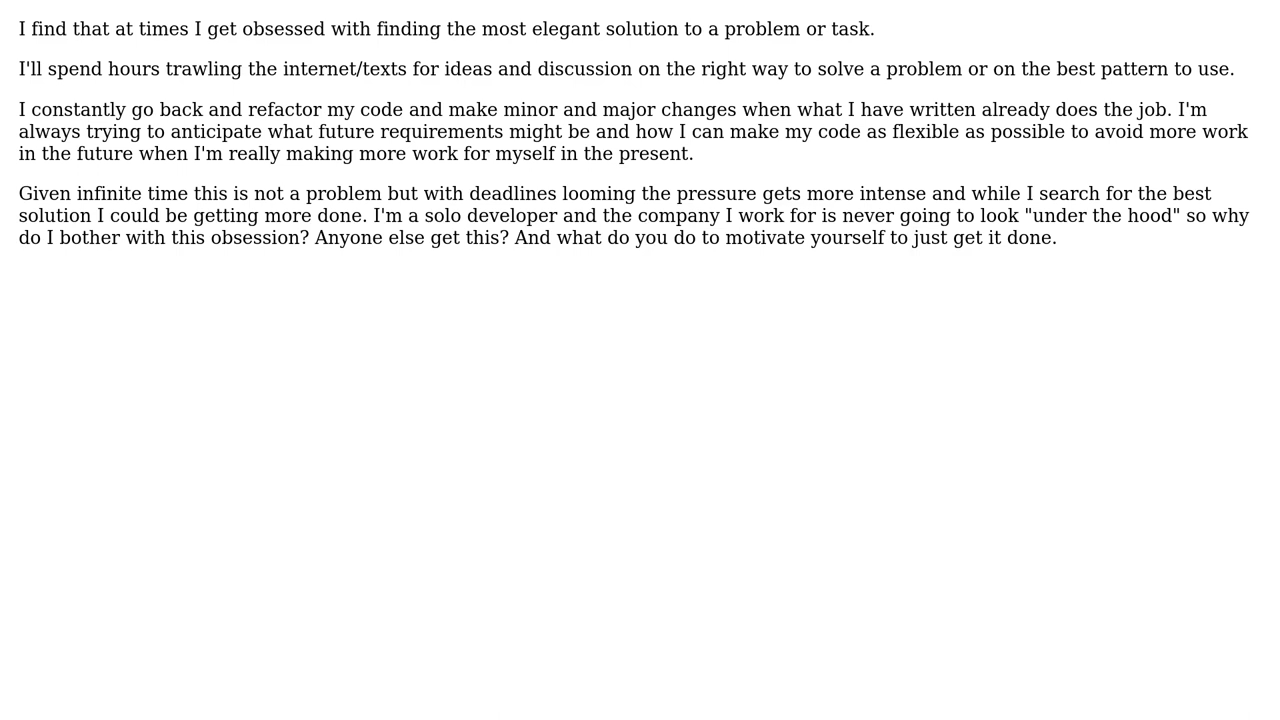 I find that at times I get obsessed with finding the most elegant solution to a problem or task.
I'll spend hours trawling the internet/texts for ideas and discussion on the right way to solve a problem or on the best pattern to use.
I constantly go back and refactor my code and make minor and major changes when what I have written already does the job. I'm
always trying to anticipate what future requirements might be and how I can make my code as flexible as possible to avoid more work
in the future when I'm really making more work for myself in the present.
Given infinite time this is not a problem but with deadlines looming the pressure gets more intense and while I search for the best
solution I could be getting more done. I'm a solo developer and the company I work for is never going to look "under the hood" so why
do I bother with this obsession? Anyone else get this? And what do you do to motivate yourself to just get it done.